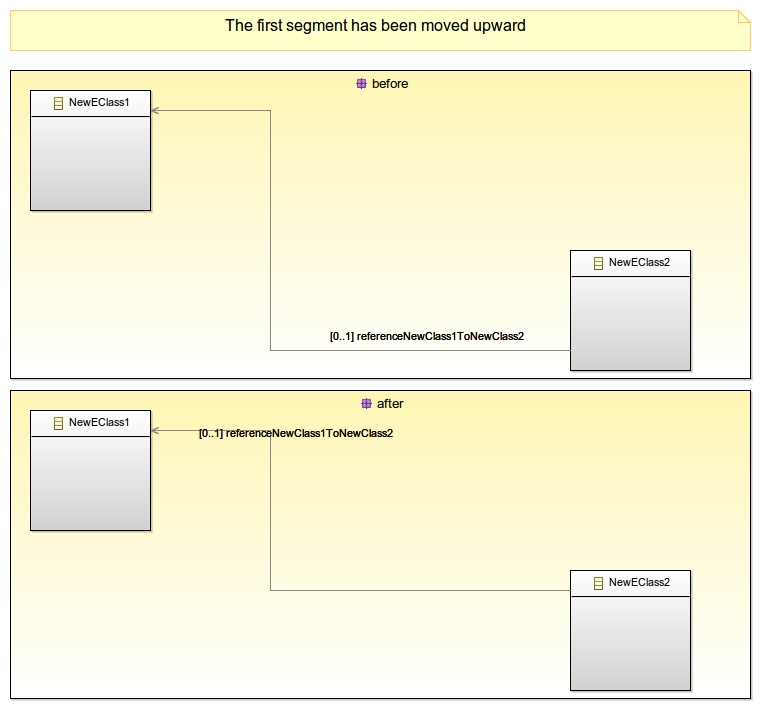 The first segment has been moved upward
before
NewEClass1
NewEClass2
[0..1] referenceNewClass1ToNewClass2
after
NewEClass1
[0..1] referenceNewClass1ToNewClass2
NewEClass2